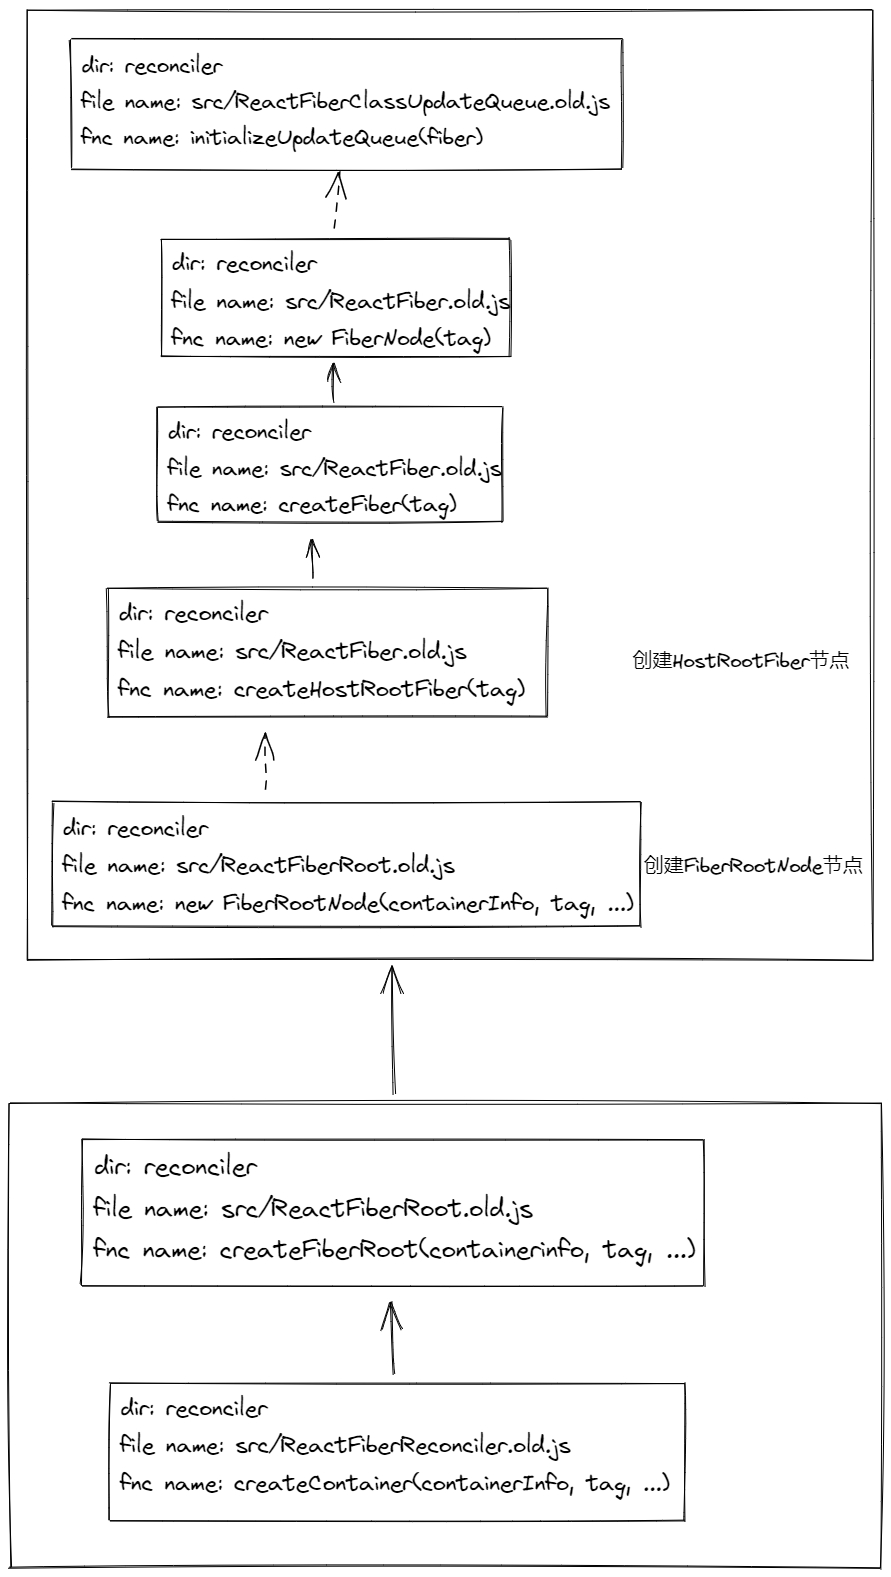 dir: reconciler
file name: src/ReactFiberClassUpdateQueue.old.js
fnc name: initializeUpdateQueue(fiber)
dir: reconciler
file name: src/ReactFiber.old.js
fnc name: new FiberNode(tag)
dir: reconciler
file name: src/ReactFiber.old.js
fnc name: createFiber(tag)
dir: reconciler
file name: src/ReactFiber.old.js
fnc name: createHostRootFiber(tag)
创建HostRootFiber节点
dir: reconciler
file name: src/ReactFiberRoot.old.js
fnc name: new FiberRootNode(containerInfo, tag, ...)
创建FiberRootNode节点
dir: reconciler
file name: src/ReactFiberRoot.old.js
fnc name: createFiberRoot(containerinfo, tag, ...)
dir: reconciler
file name: src/ReactFiberReconciler.old.js
fnc name: createContainer(containerInfo, tag, ...)